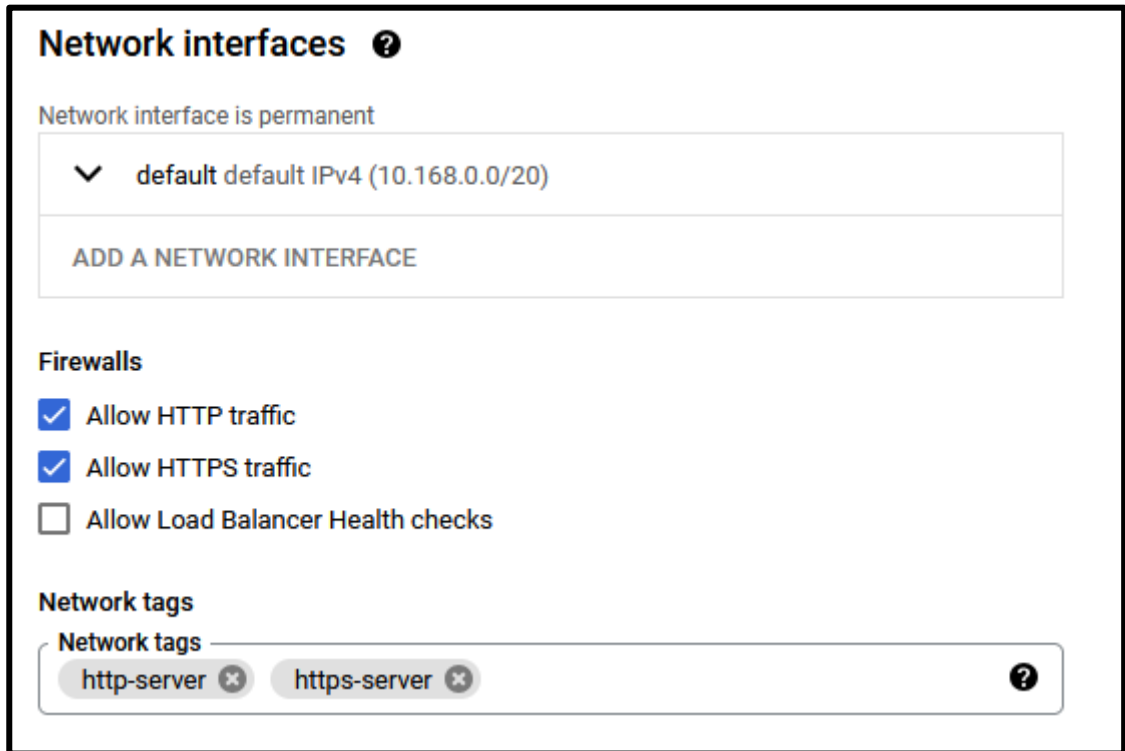 Network interfaces
Network interface is permanent
default default IPv4 (10.168.0.0/20)
ADD A NETWORK INTERFACE
Firewalls
Allow HTTP traffic
Allow HTTPS traffic
Allow Load Balancer Health checks
Network tags
Network tags
http-server https-server